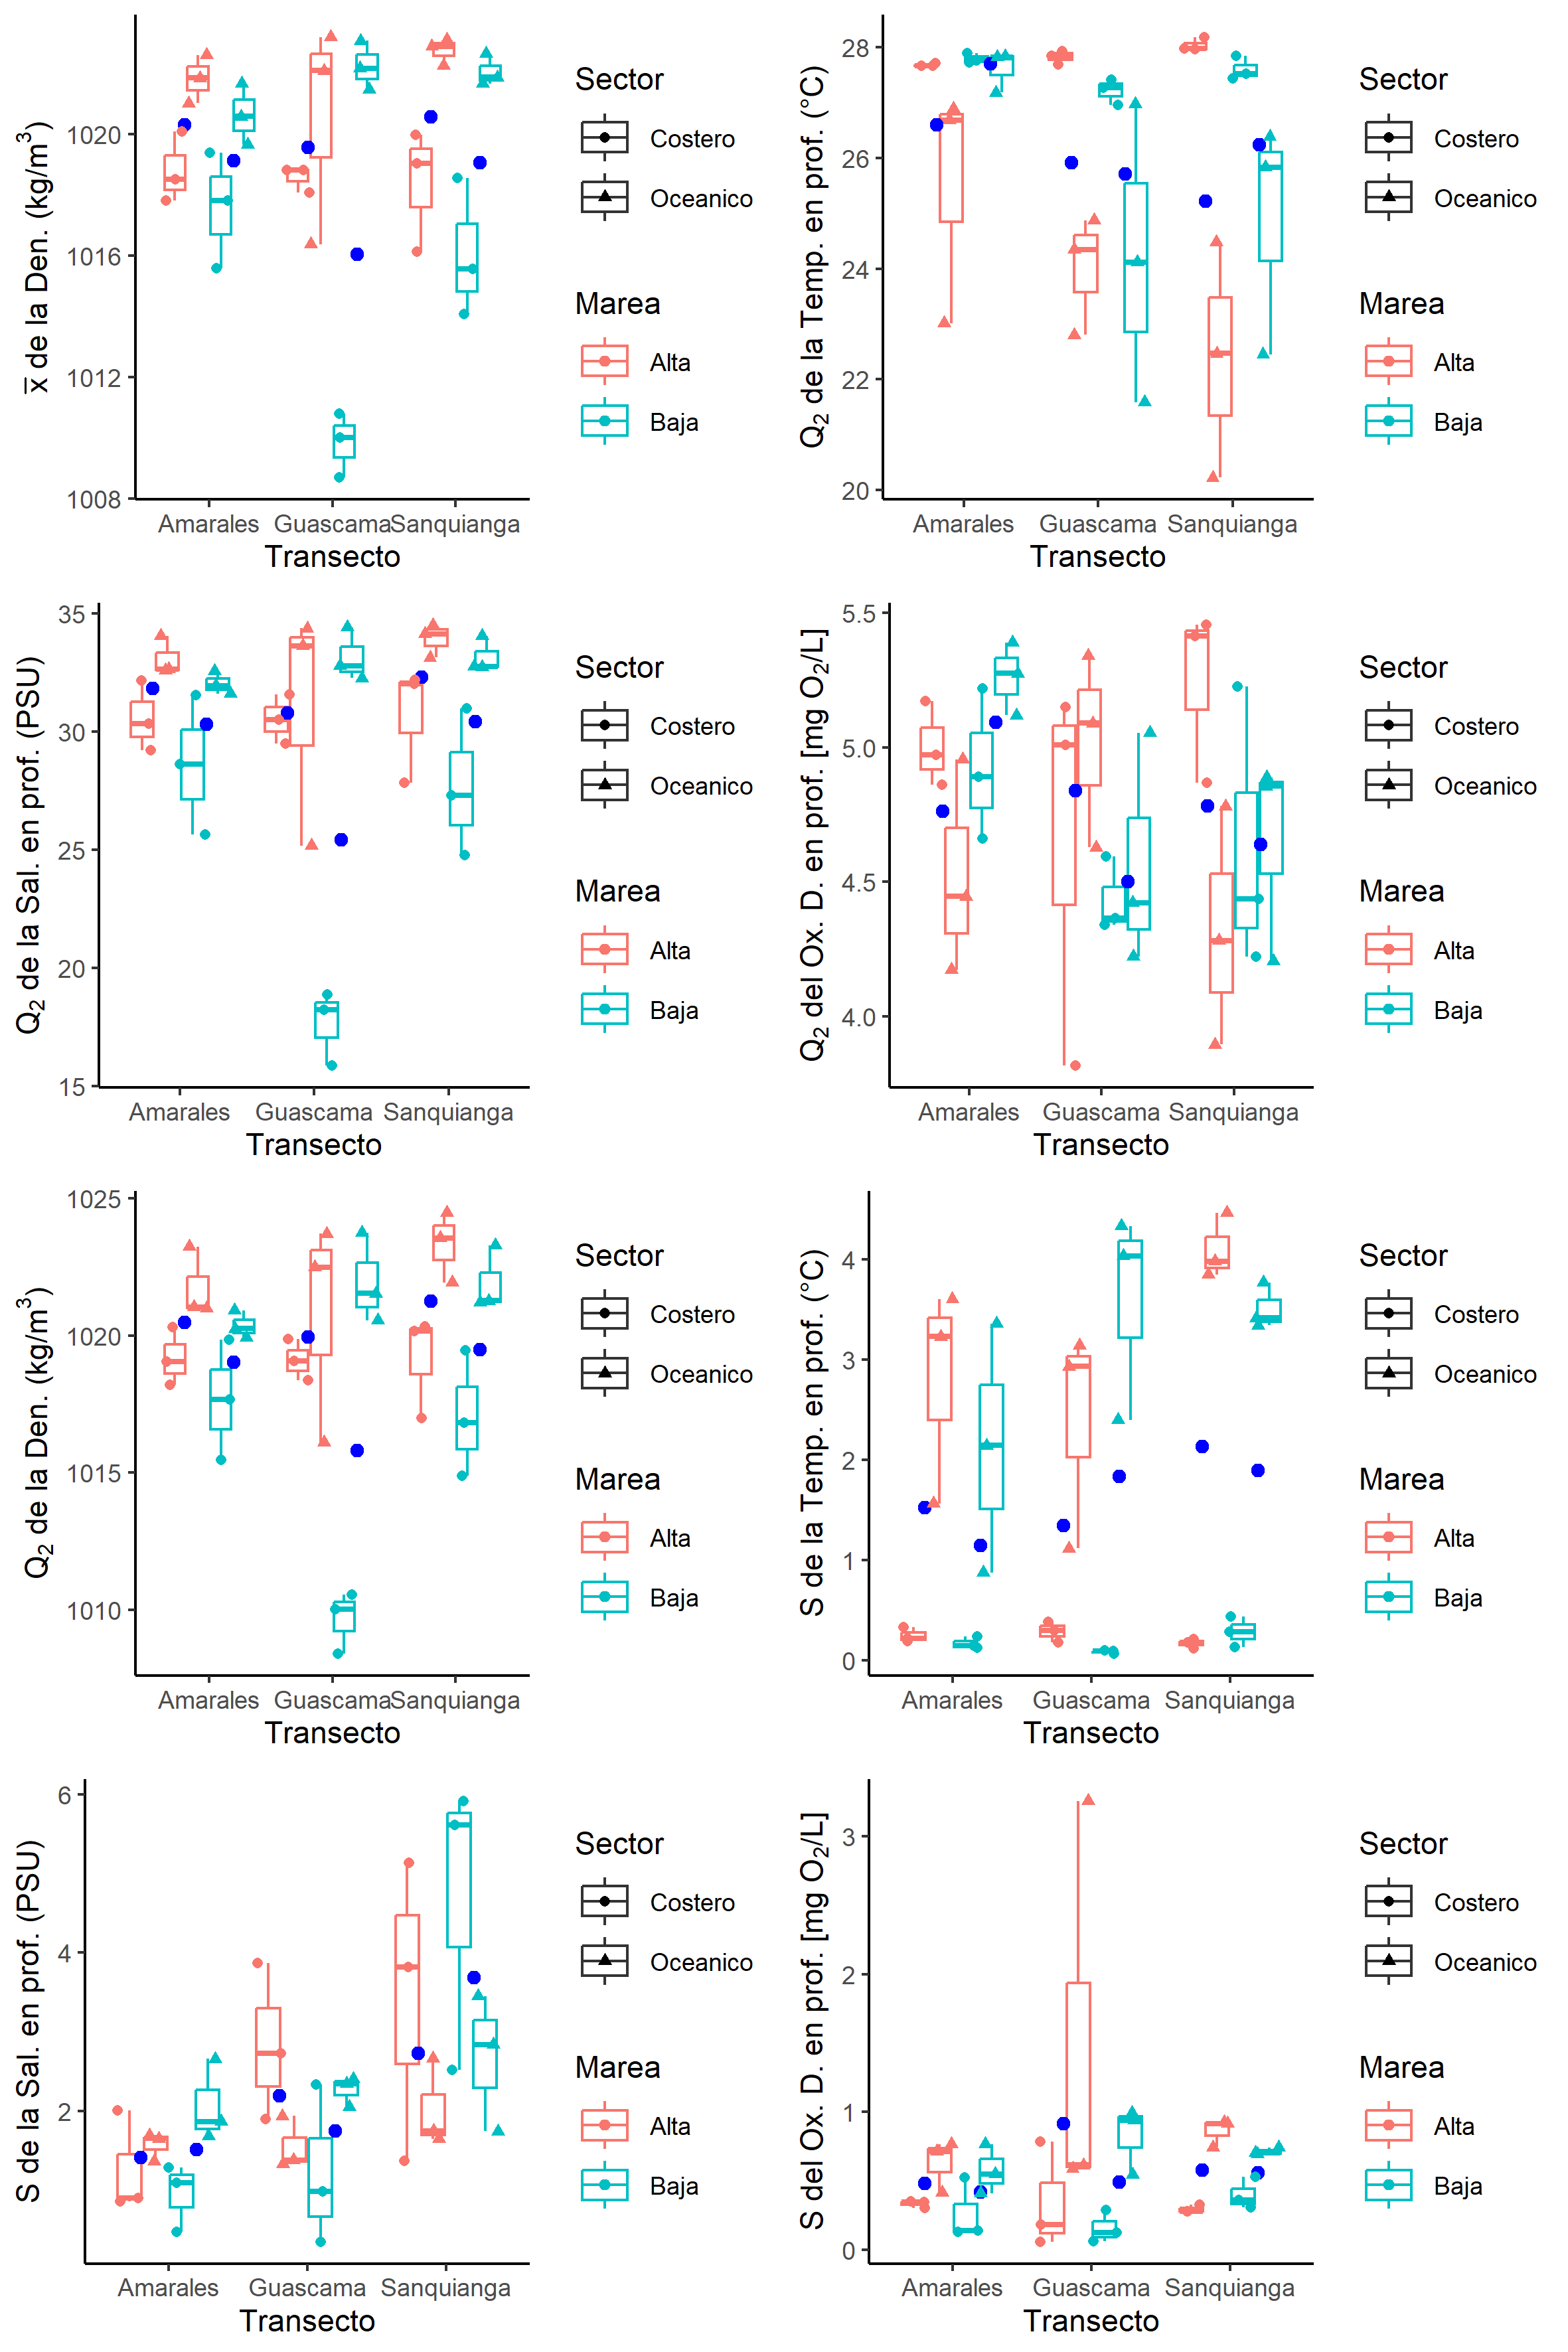 x̅ de la Den. (kg/m³)
1020
1016
1012
1008
Amarales
Guascama
Sanquianga
Transecto
Sector
Costero
Oceanico
Marea
Alta
Baja
Q₂ de la Temp. en prof. (°C)
28
26
24
22
20
Amarales
Guascama
Sanquianga
Transecto
Sector
Costero
Oceanico
Marea
Alta
Baja
Q₂ de la Sal. en prof. (PSU)
35
30
25
20
15
Amarales
Guascama
Sanquianga
Transecto
Sector
Costero
Oceanico
Marea
Alta
Baja
Q₂ del Ox. D. en prof. [mg O₂/L]
5.5
5.0
4.5
4.0
Amarales
Guascama
Sanquianga
Transecto
Sector
Costero
Oceanico
Marea
Alta
Baja
Q₂ de la Den. (kg/m³)
1025
1020
1015
1010
Amarales
Guascama
Sanquianga
Transecto
Sector
Costero
Oceanico
Marea
Alta
Baja
S de la Temp. en prof. (°C)
4
3
2
1
0
Amarales
Guascama
Sanquianga
Transecto
Sector
Costero
Oceanico
Marea
Alta
Baja
S de la Sal. en prof. (PSU)
6
4
2
Amarales
Guascama
Sanquianga
Transecto
Sector
Costero
Oceanico
Marea
Alta
Baja
S del Ox. D. en prof. [mg O₂/L]
3
2
1
0
Amarales
Guascama
Sanquianga
Transecto
Sector
Costero
Oceanico
Marea
Alta
Baja